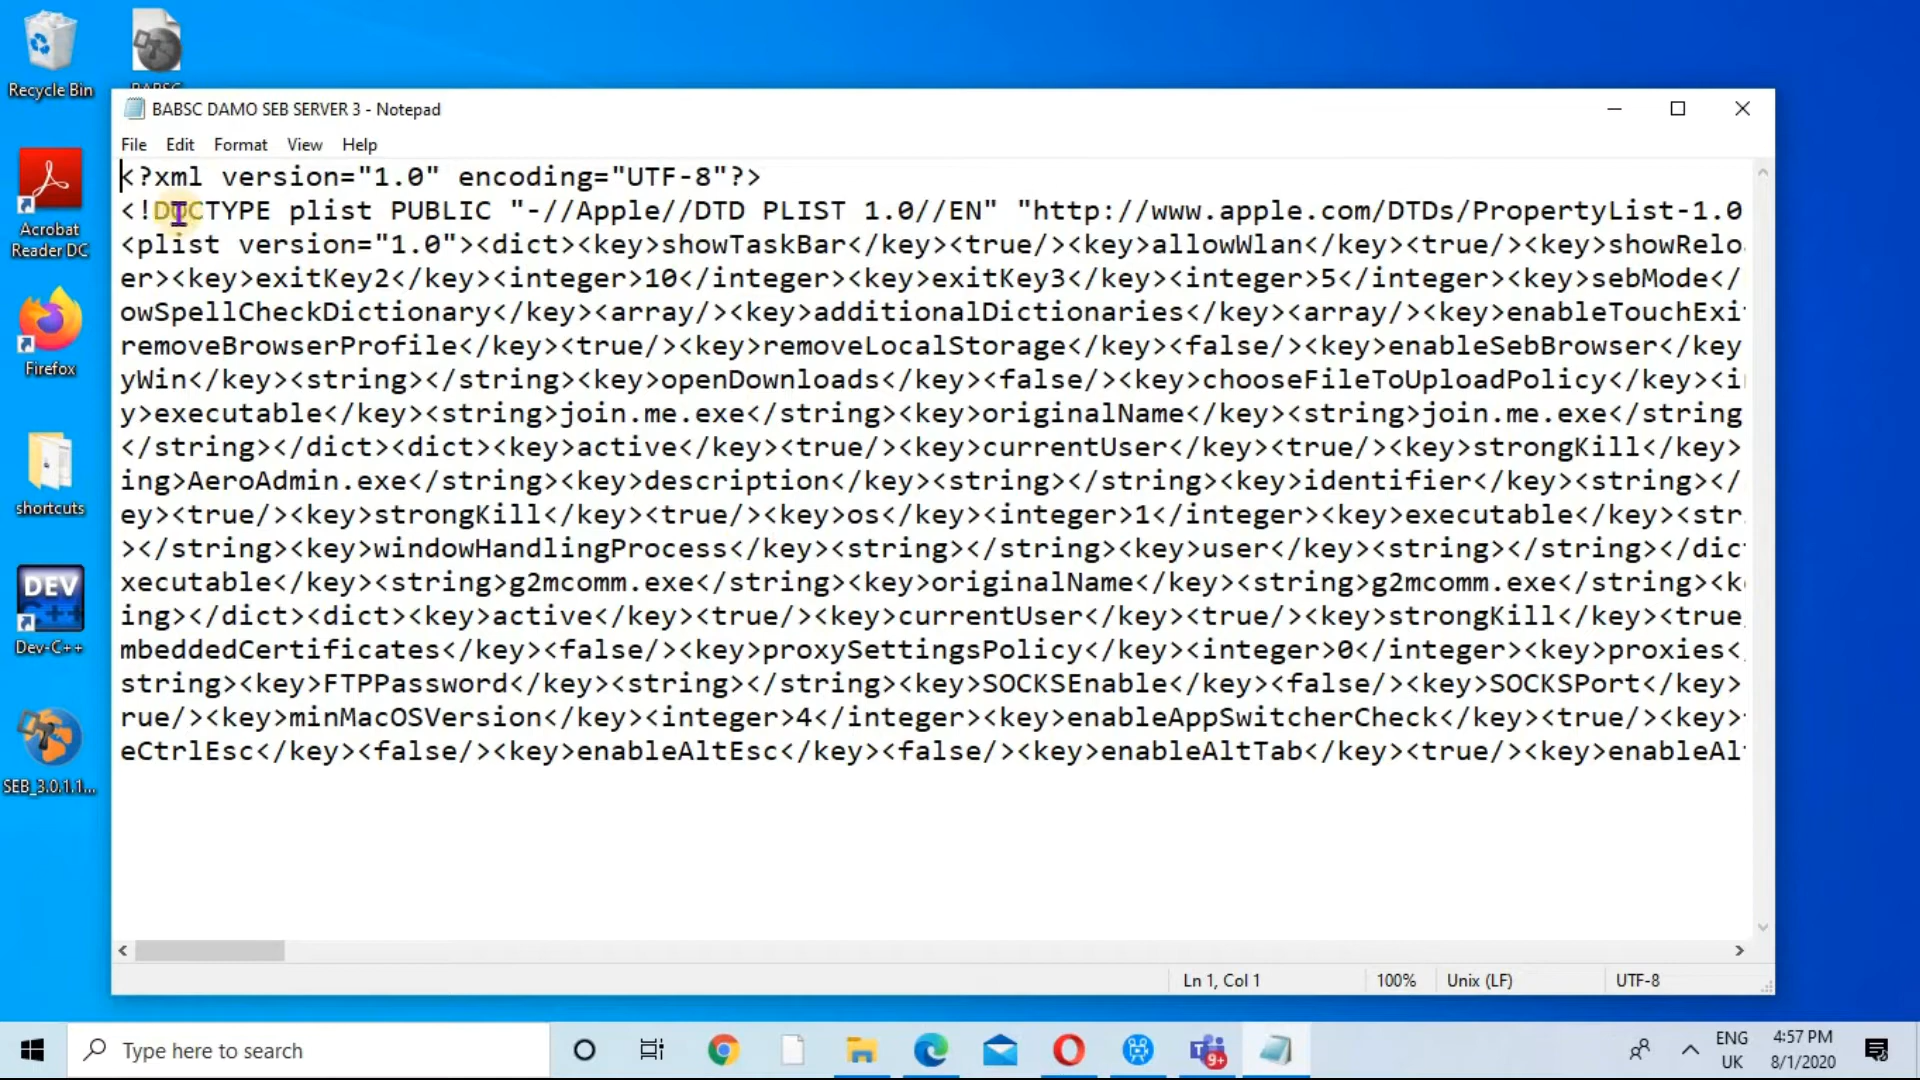 Recycle Bin
BABSC
BABSC DAMO SEB SERVER 3 - Notepad
File Edit Format View Help
<?xml version="1.0" encoding="UTF-8"?>
<!DOCTYPE plist PUBLIC "-//Apple//DTD PLIST 1.0//EN" "http://www.apple.com/DTDs/PropertyList-1.0
<plist version="1.0"><dict><key>showTaskBar</key><true/><key>allowWlan</key><true/><key>showRelo
er><key>exitKey2</key><integer>10</integer><key>exitKey3</key><integer>5</integer><key>sebMode</
owSpellCheckDictionary</key><array/><key>additionalDictionaries</key><array/><key>enableTouchExi
removeBrowserProfile</key><true/><key>removeLocalStorage</key><false/><key>enableSebBrowser</key
yWin</key><string></string><key>openDownloads</key><false/><key>chooseFileToUploadPolicy</key><i
y>executable</key><string>join.me.exe</string><key>originalName</key><string>join.me.exe</string
</string></dict><dict><key>active</key><true/><key>currentUser</key><true/><key>strongKill</key>
ing>AeroAdmin.exe</string><key>description</key><string></string><key>identifier</key><string></
ey><true/><key>strongKill</key><true/><key>os</key><integer>1</integer><key>executable</key><str
></string><key>windowHandlingProcess</key><string></string><key>user</key><string></string></dic
xecutable</key><string>g2mcomm.exe</string><key>originalName</key><string>g2mcomm.exe</string><k
ing></dict><dict><key>active</key><true/><key>currentUser</key><true/><key>strongKill</key><true
mbeddedCertificates</key><false/><key>proxySettingsPolicy</key><integer>0</integer><key>proxies<
string><key>FTPPassword</key><string></string><key>SOCKSEnable</key><false/><key>SOCKSPort</key>
rue/><key>minMacOSVersion</key><integer>4</integer><key>enableAppSwitcherCheck</key><true/><key>
eCtrlEsc</key><false/><key>enableAltEsc</key><false/><key>enableAltTab</key><true/><key>enableAl
Acrobat
Reader DC
Firefox
shortcuts
DEV
C++
Dev-C++
SEB_3.0.1.1...
Ln 1, Col 1 100% Unix (LF) UTF-8
Type here to search
T
9+
ENG
UK
4:57 PM
8/1/2020